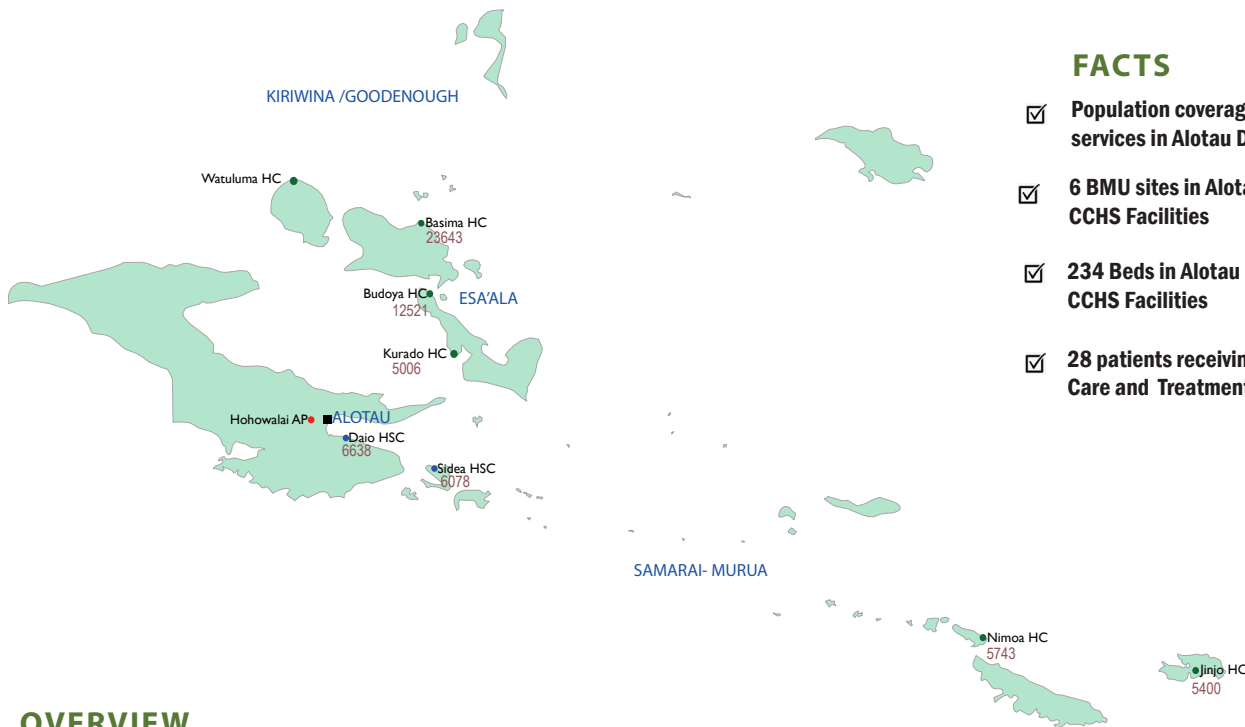 FACTS
Population coverag
services in Alotau D
6 BMU sites in Alota
CCHS Facilities
234 Beds in Alotau
CCHS Facilities
28 patients receivin
Care and Treatment
KIRIWINA /GOODENOUGH
Watuluma HC
Basima HC
23643
Budoya HC
12521
ESA'ALA
Kurado HC
5006
Hohowalai AP
ALOTAU
Daio HSC
6638
Sidea HSC
6078
SAMARAI- MURUA
Nimoa HC
5743
Jinjo HC
5400
OVERVIEW